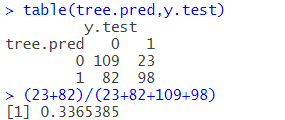 > table(tree.pred,y.test)
y.test
tree.pred 0 1
0 109 23
1 82 98
> (23+82)/(23+82+109+98)
[1] 0.3365385